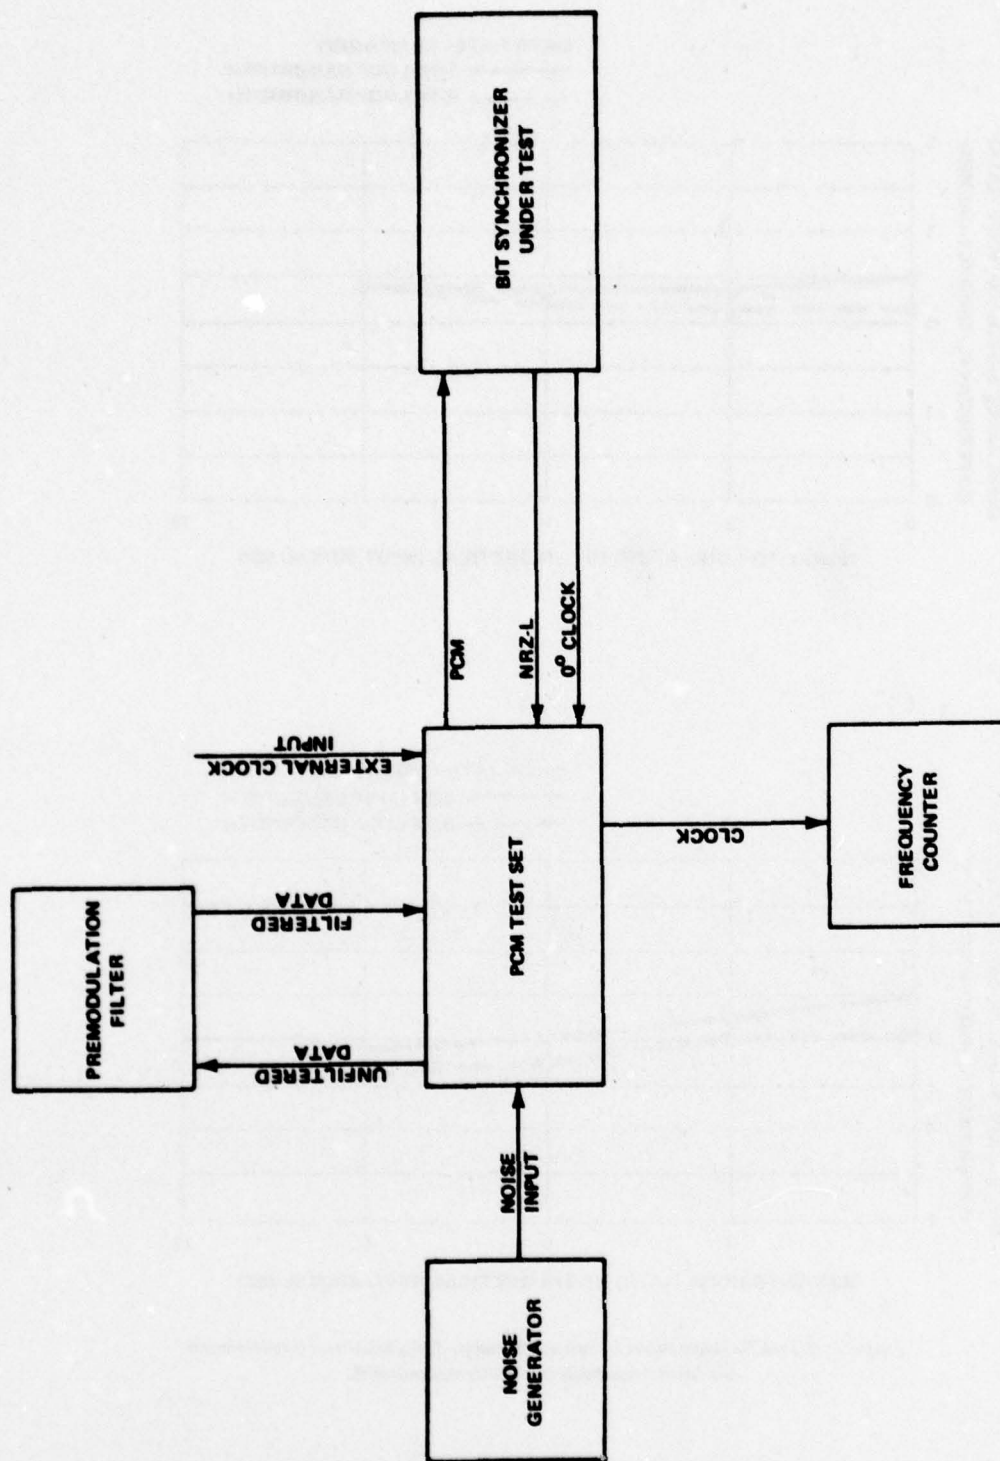 PREMODULATION
FILTER
UNFILTERED
DATA
FILTERED
DATA
EXTERNAL CLOCK
INPUT
NOISE
GENERATOR
NOISE
INPUT
PCM TEST SET
PCM
NRZ-L
0° CLOCK
BIT SYNCHRONIZER
UNDER TEST
CLOCK
FREQUENCY
COUNTER